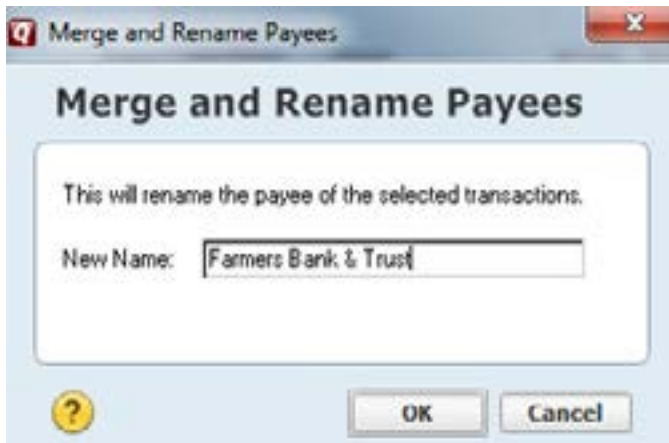 Merge and Rename Payees
Merge and Rename Payees
This will rename the payee of the selected transactions.
New Name: Farmers Bank & Trust
? OK Cancel